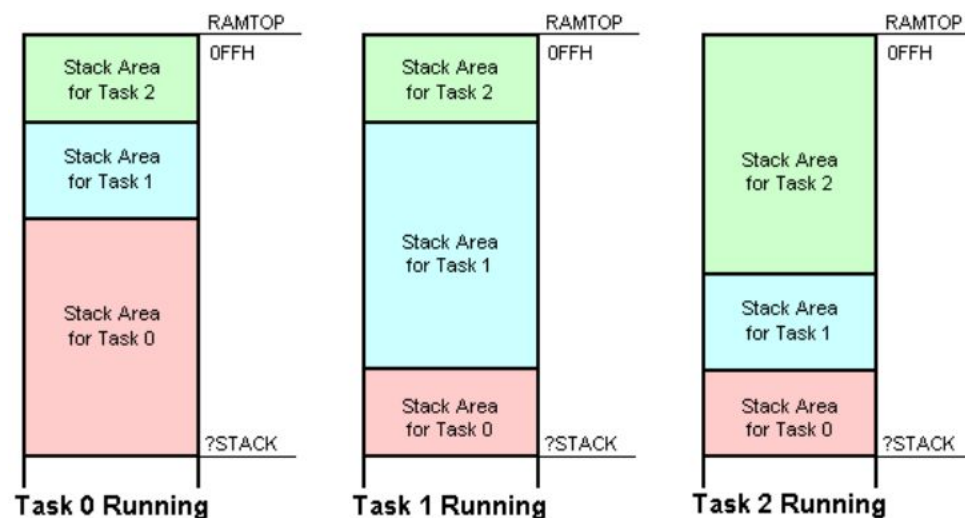 RAMTOP
0FFH
Stack Area
for Task 2
Stack Area
for Task 1
Stack Area
for Task 0
?STACK
Task 0 Running
RAMTOP
0FFH
Stack Area
for Task 2
Stack Area
for Task 1
Stack Area
for Task 0
?STACK
Task 1 Running
RAMTOP
0FFH
Stack Area
for Task 2
Stack Area
for Task 1
Stack Area
for Task 0
?STACK
Task 2 Running